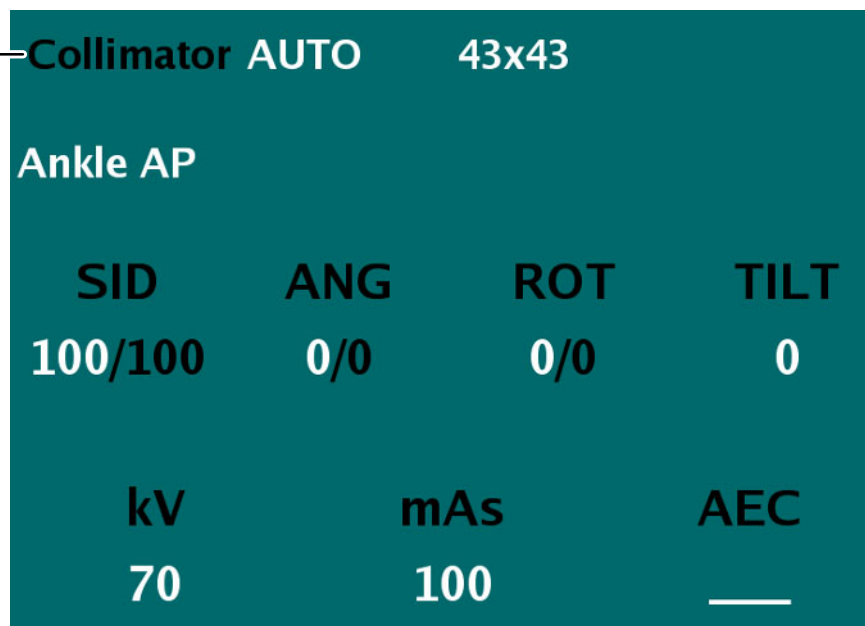 Collimator AUTO 43x43
Ankle AP
SID ANG ROT TILT
100/100 0/0 0/0 0
kV mAs AEC
70 100 ___